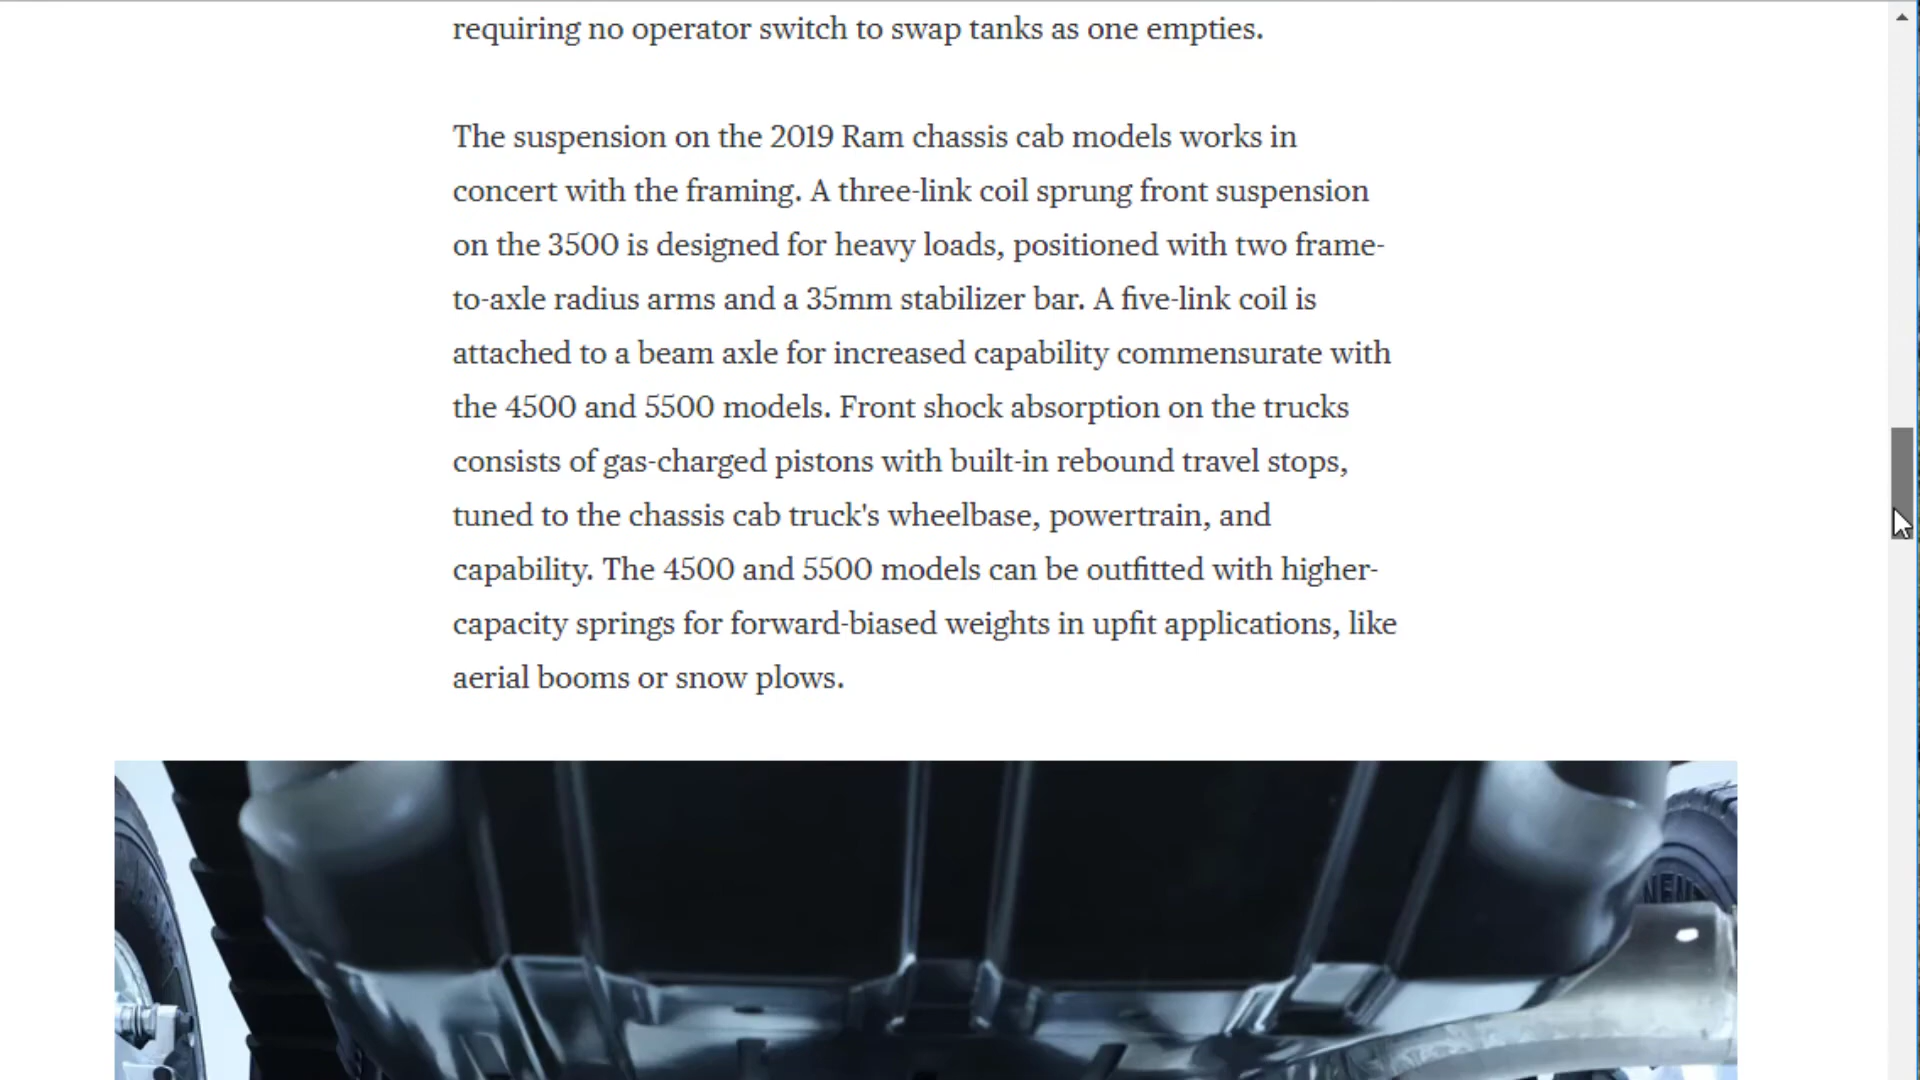 requiring no operator switch to swap tanks as one empties.
The suspension on the 2019 Ram chassis cab models works in
concert with the framing. A three-link coil sprung front suspension
on the 3500 is designed for heavy loads, positioned with two frame-
to-axle radius arms and a 35mm stabilizer bar. A five-link coil is
attached to a beam axle for increased capability commensurate with
the 4500 and 5500 models. Front shock absorption on the trucks
consists of gas-charged pistons with built-in rebound travel stops,
tuned to the chassis cab truck's wheelbase, powertrain, and
capability. The 4500 and 5500 models can be outfitted with higher-
capacity springs for forward-biased weights in upfit applications, like
aerial booms or snow plows.